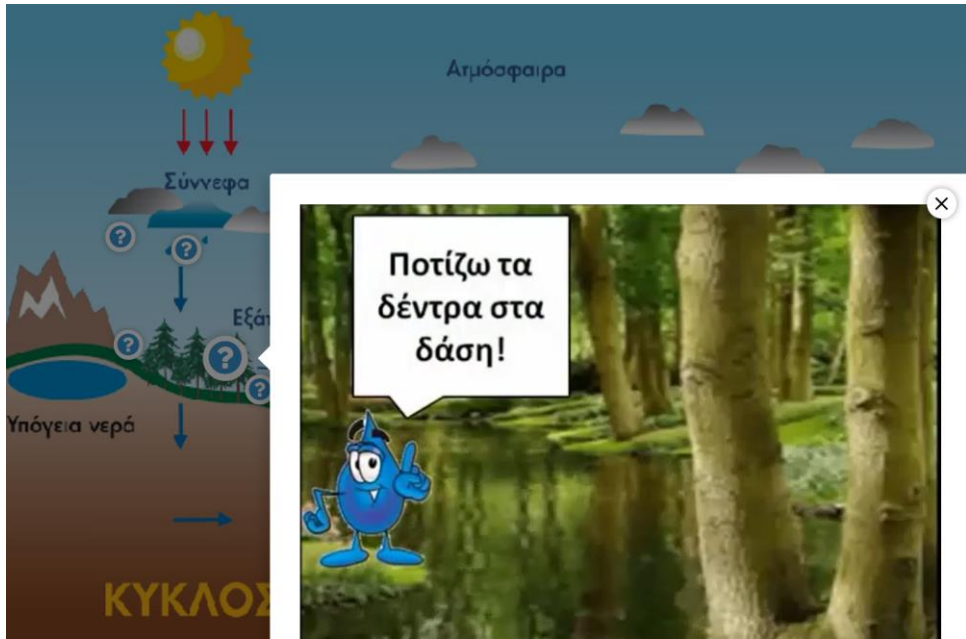 Ατμόσφαιρα
Σύννεφα
Εξάτ
Υπόγεια νερά
ΚΥΚΛΟΣ
Ποτίζω τα
δέντρα στα
δάση!